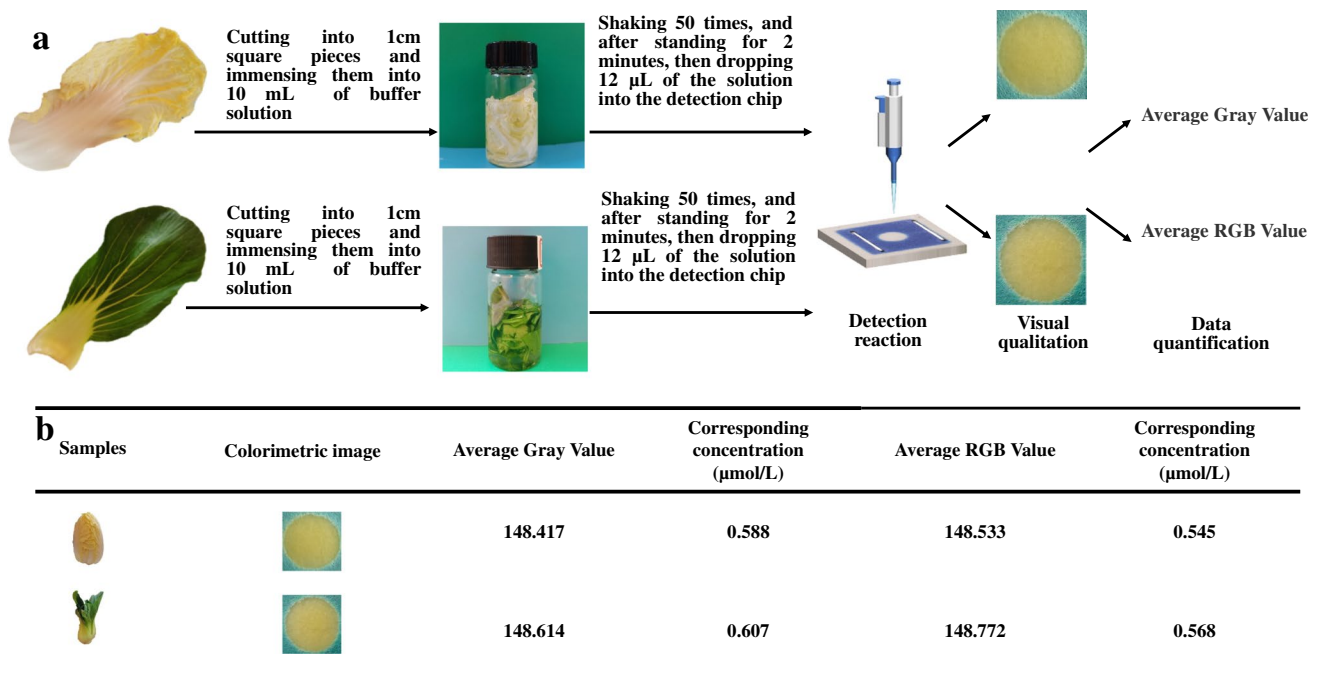 a
Cutting into 1cm
square pieces and
immensing them into
10 mL of buffer
solution
Shaking 50 times, and
after standing for 2
minutes, then dropping
12 µL of the solution
into the detection chip
Average Gray Value
Cutting into 1cm
square pieces and
immensing them into
10 mL of buffer
solution
Shaking 50 times, and
after standing for 2
minutes, then dropping
12 µL of the solution
into the detection chip
Average RGB Value
Detection
reaction
Visual
qualitation
Data
quantification
b
Samples
Colorimetric image
Average Gray Value
Corresponding
concentration
(µmol/L)
Average RGB Value
Corresponding
concentration
(µmol/L)
148.417 0.588 148.533 0.545
148.614 0.607 148.772 0.568